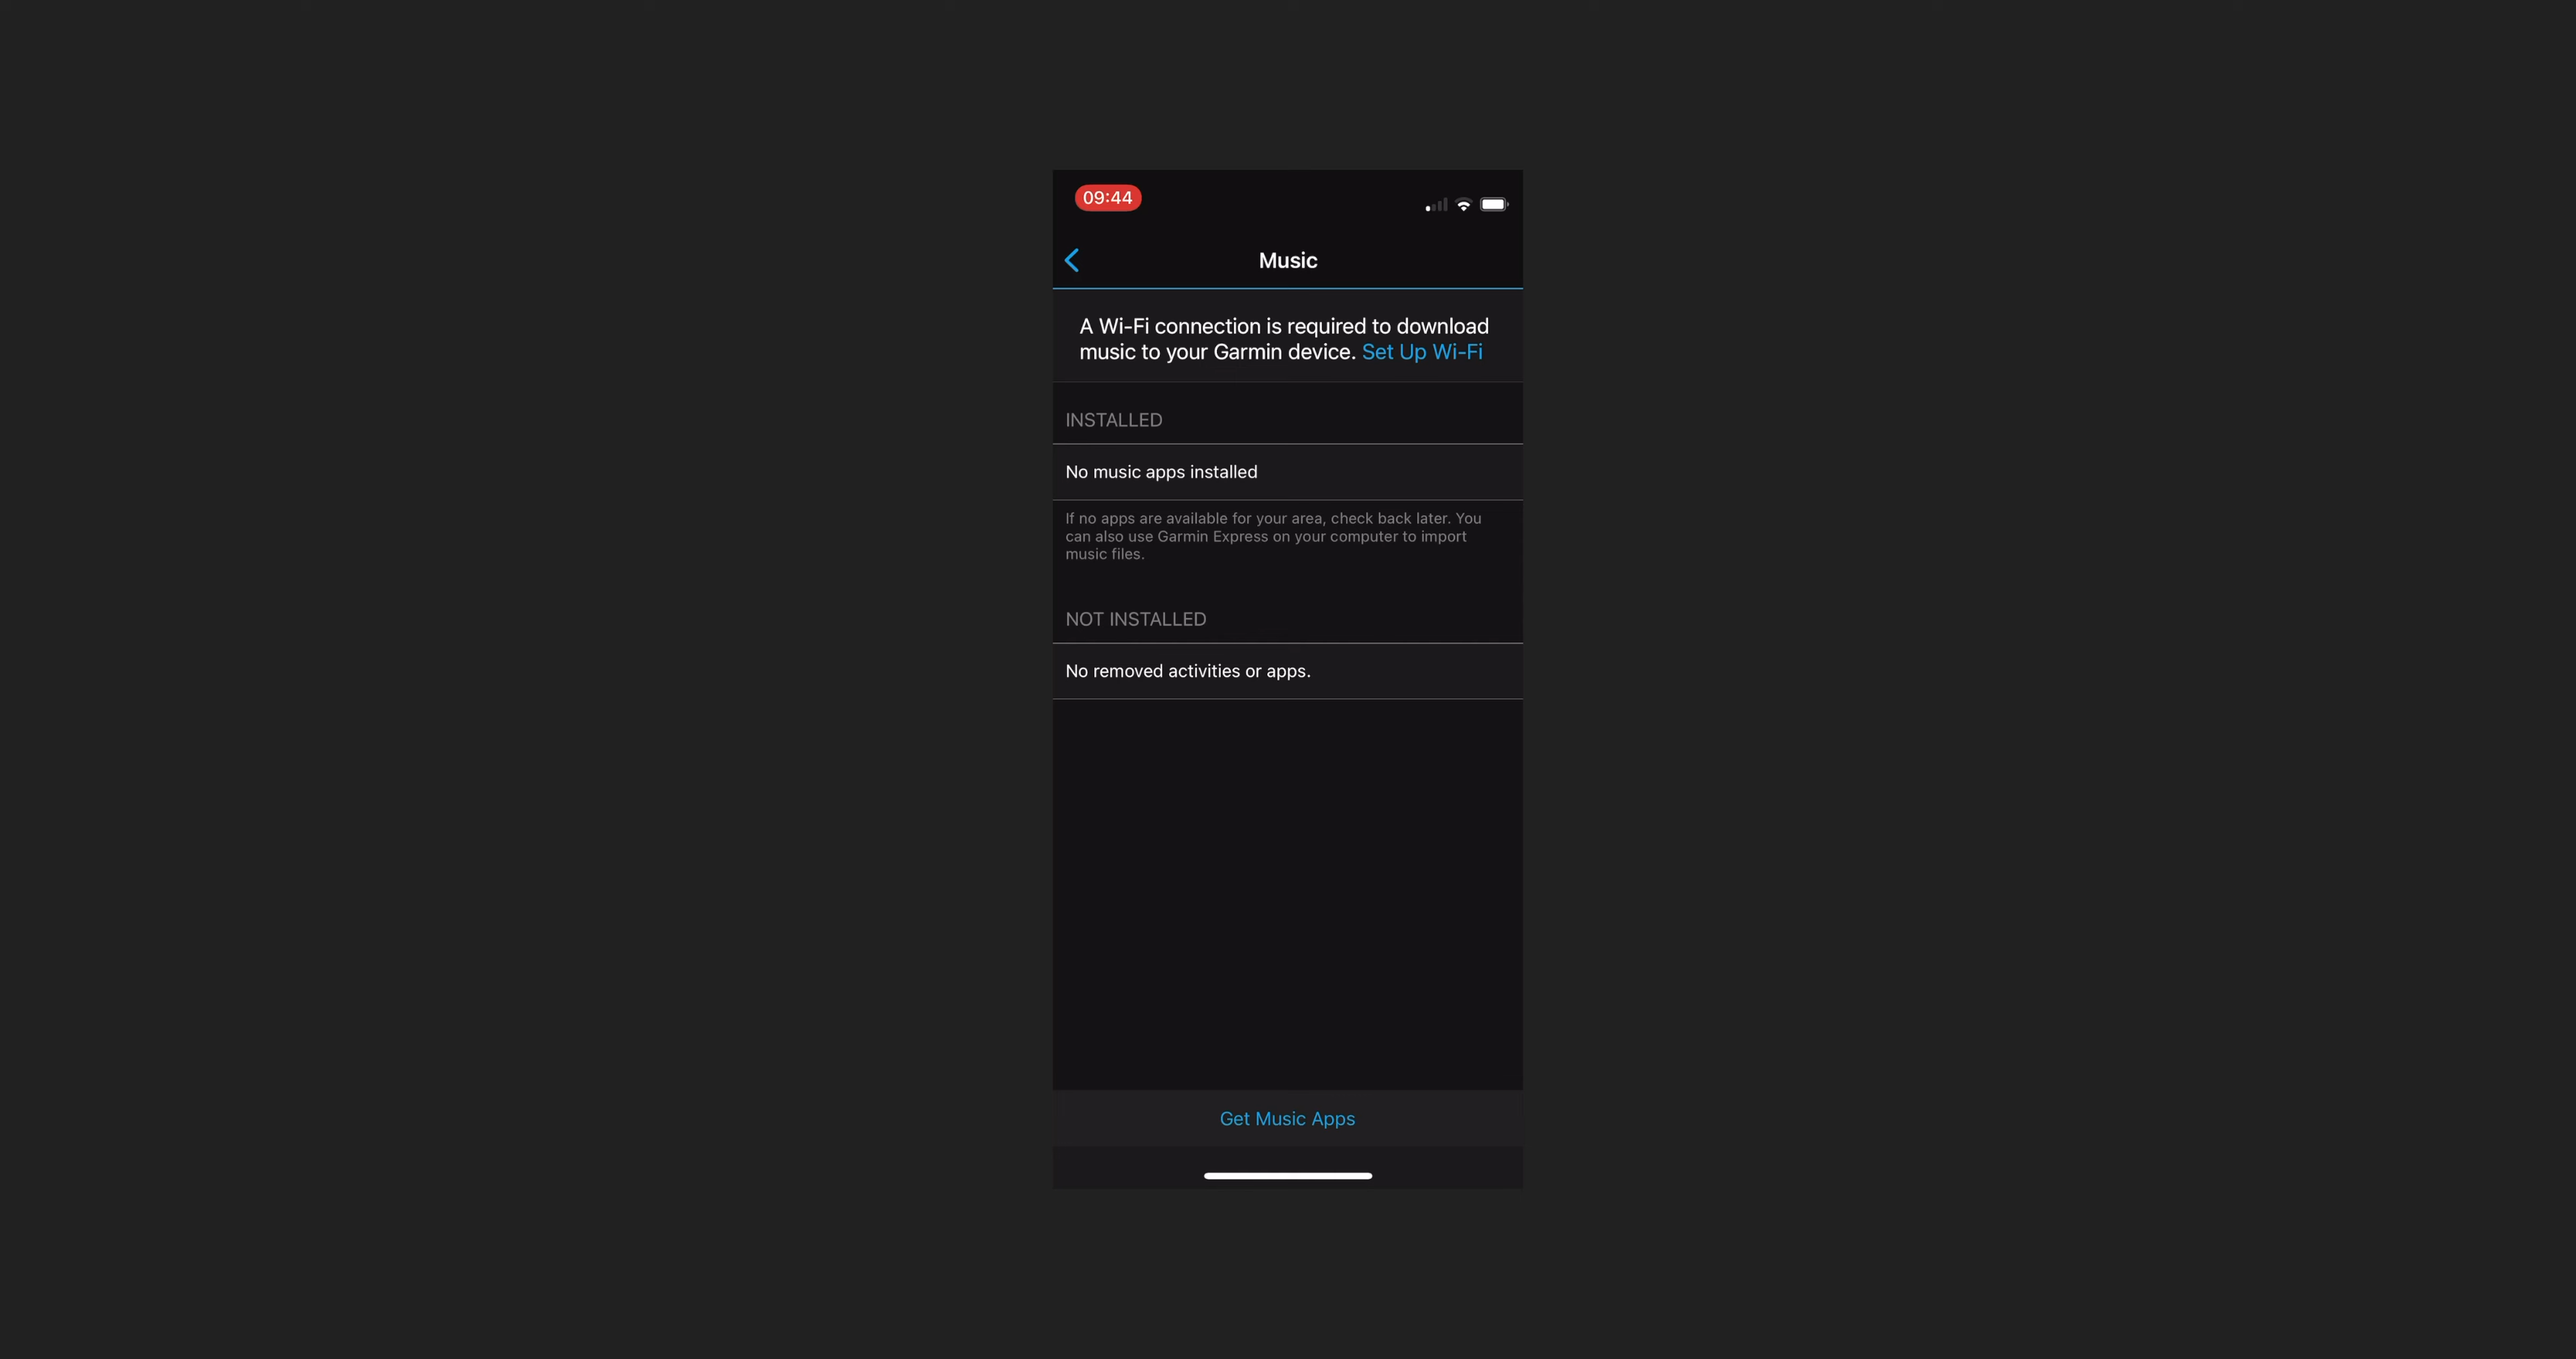 09:44
Music
A Wi-Fi connection is required to download
music to your Garmin device. Set Up Wi-Fi
INSTALLED
No music apps installed
If no apps are available for your area, check back later. You
can also use Garmin Express on your computer to import
music files.
NOT INSTALLED
No removed activities or apps.
Get Music Apps